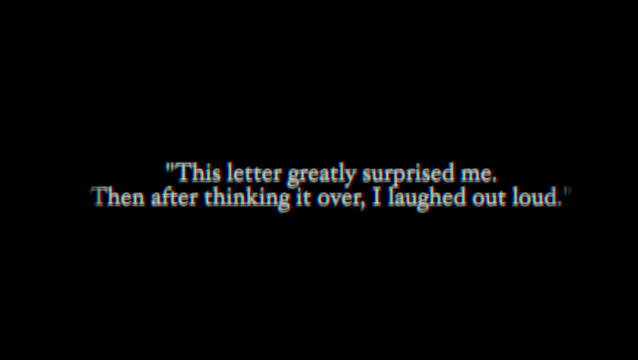 "This letter greatly surprised me.
Then after thinking it over, I laughed out loud."